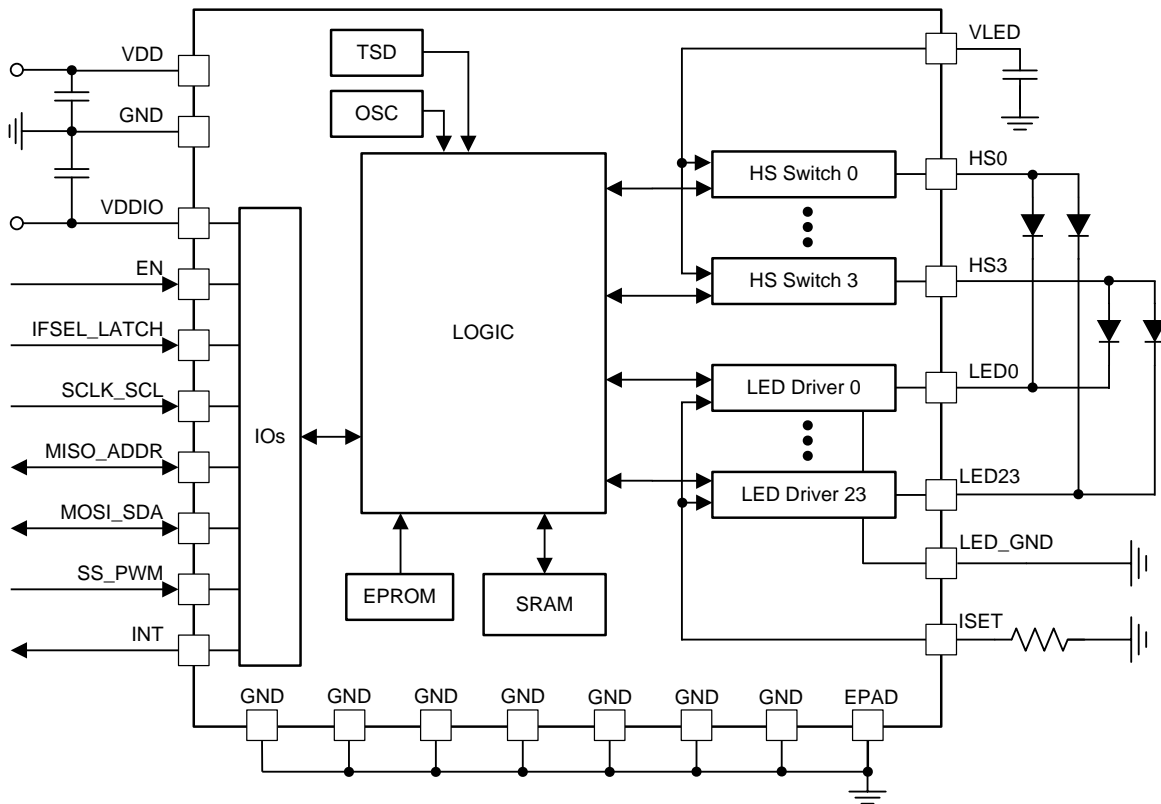 VDD
GND
VDDIO
EN
IFSEL_LATCH
SCLK_SCL
MISO_ADDR
MOSI_SDA
SS_PWM
INT
IOs
TSD
OSC
LOGIC
EPROM
SRAM
HS Switch 0
HS Switch 3
LED Driver 0
LED Driver 23
VLED
HS0
HS3
LED0
LED23
LED_GND
ISET
GND
GND
GND
GND
GND
GND
GND
EPAD